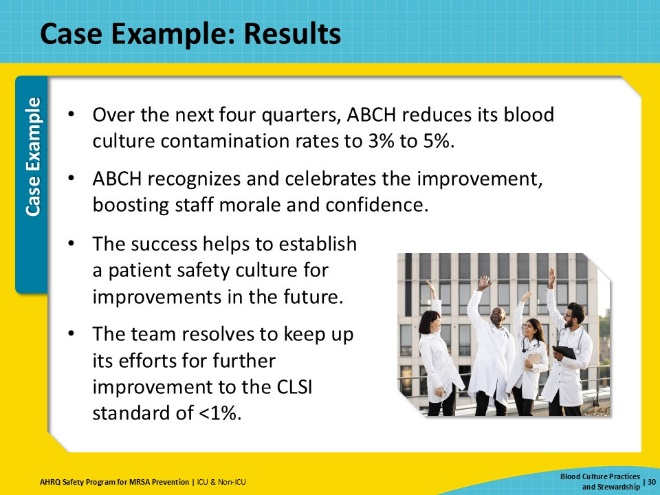 Case Example: Results
Case Example
• Over the next four quarters, ABCH reduces its blood
culture contamination rates to 3% to 5%.
• ABCH recognizes and celebrates the improvement,
boosting staff morale and confidence.
• The success helps to establish
a patient safety culture for
improvements in the future.
• The team resolves to keep up
its efforts for further
improvement to the CLSI
standard of <1%.
AHRQ Safety Program for MRSA Prevention | ICU & Non-ICU
Blood Culture Practices
and Stewardship | 30